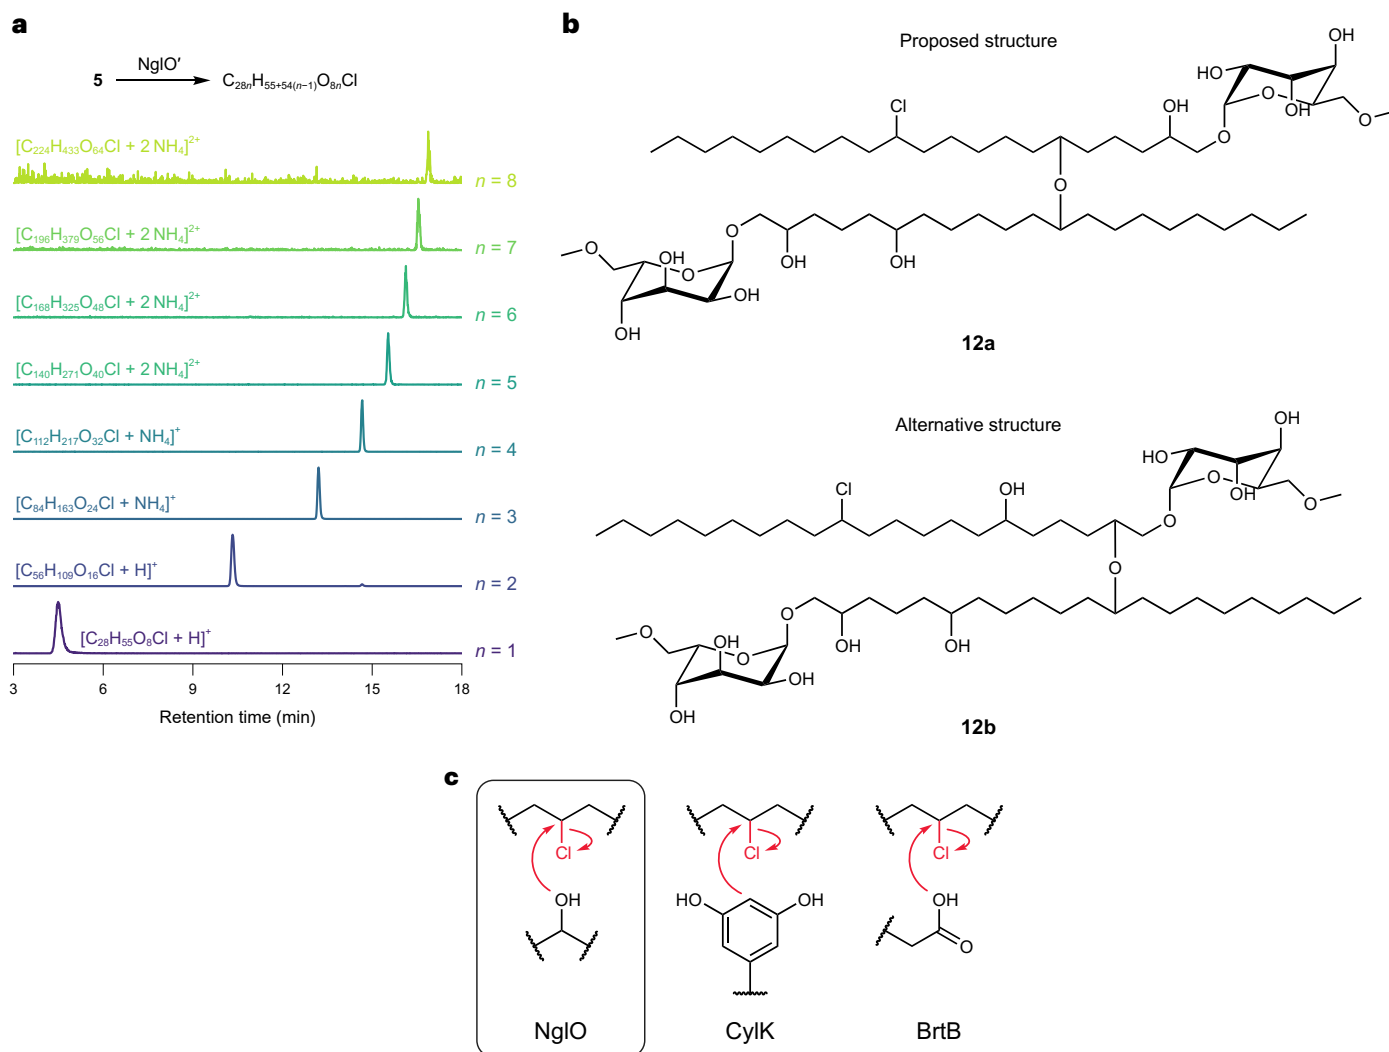 a
5 NglO′ C28nH55+54(n−1)O8nCl
[C224H433O64Cl + 2 NH4]2+
n = 8
[C196H379O56Cl + 2 NH4]2+
n = 7
[C168H325O48Cl + 2 NH4]2+
n = 6
[C140H271O40Cl + 2 NH4]2+
n = 5
[C112H217O32Cl + NH4]+
n = 4
[C84H163O24Cl + NH4]+
n = 3
[C56H109O16Cl + H]+
n = 2
[C28H55O8Cl + H]+
n = 1
3 6 9 12 15 18
Retention time (min)
b
Proposed structure
OH
HO
O
OH
O
Cl
OH
O
O
O
O
OH
O
OH
OH
OH
OH
12a
Alternative structure
OH
HO
O
OH
O
Cl
OH
O
O
O
O
OH
O
OH
OH
OH
OH
12b
c
Cl
Cl
Cl
OH
HO
OH
OH
O
NglO
CylK
BrtB